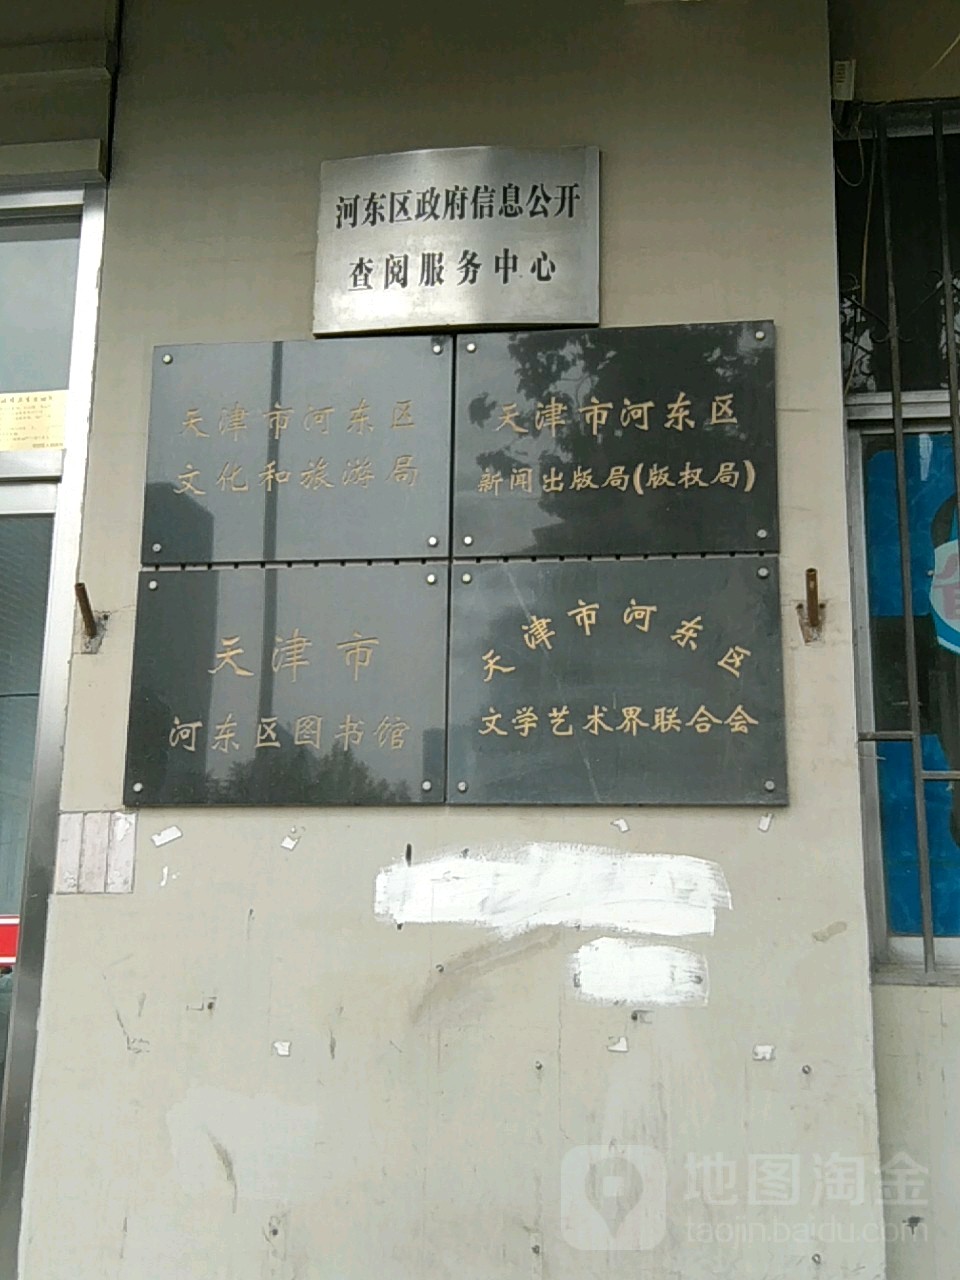 河东区政府信息公开
查阅服务中心
天津市河东区
文化和旅游局
天津市河东区
新闻出版局(版权局)
天津市
河东区图书馆
天津市河东区
文学艺术界联合会
地图淘金
taojin.baidu.com